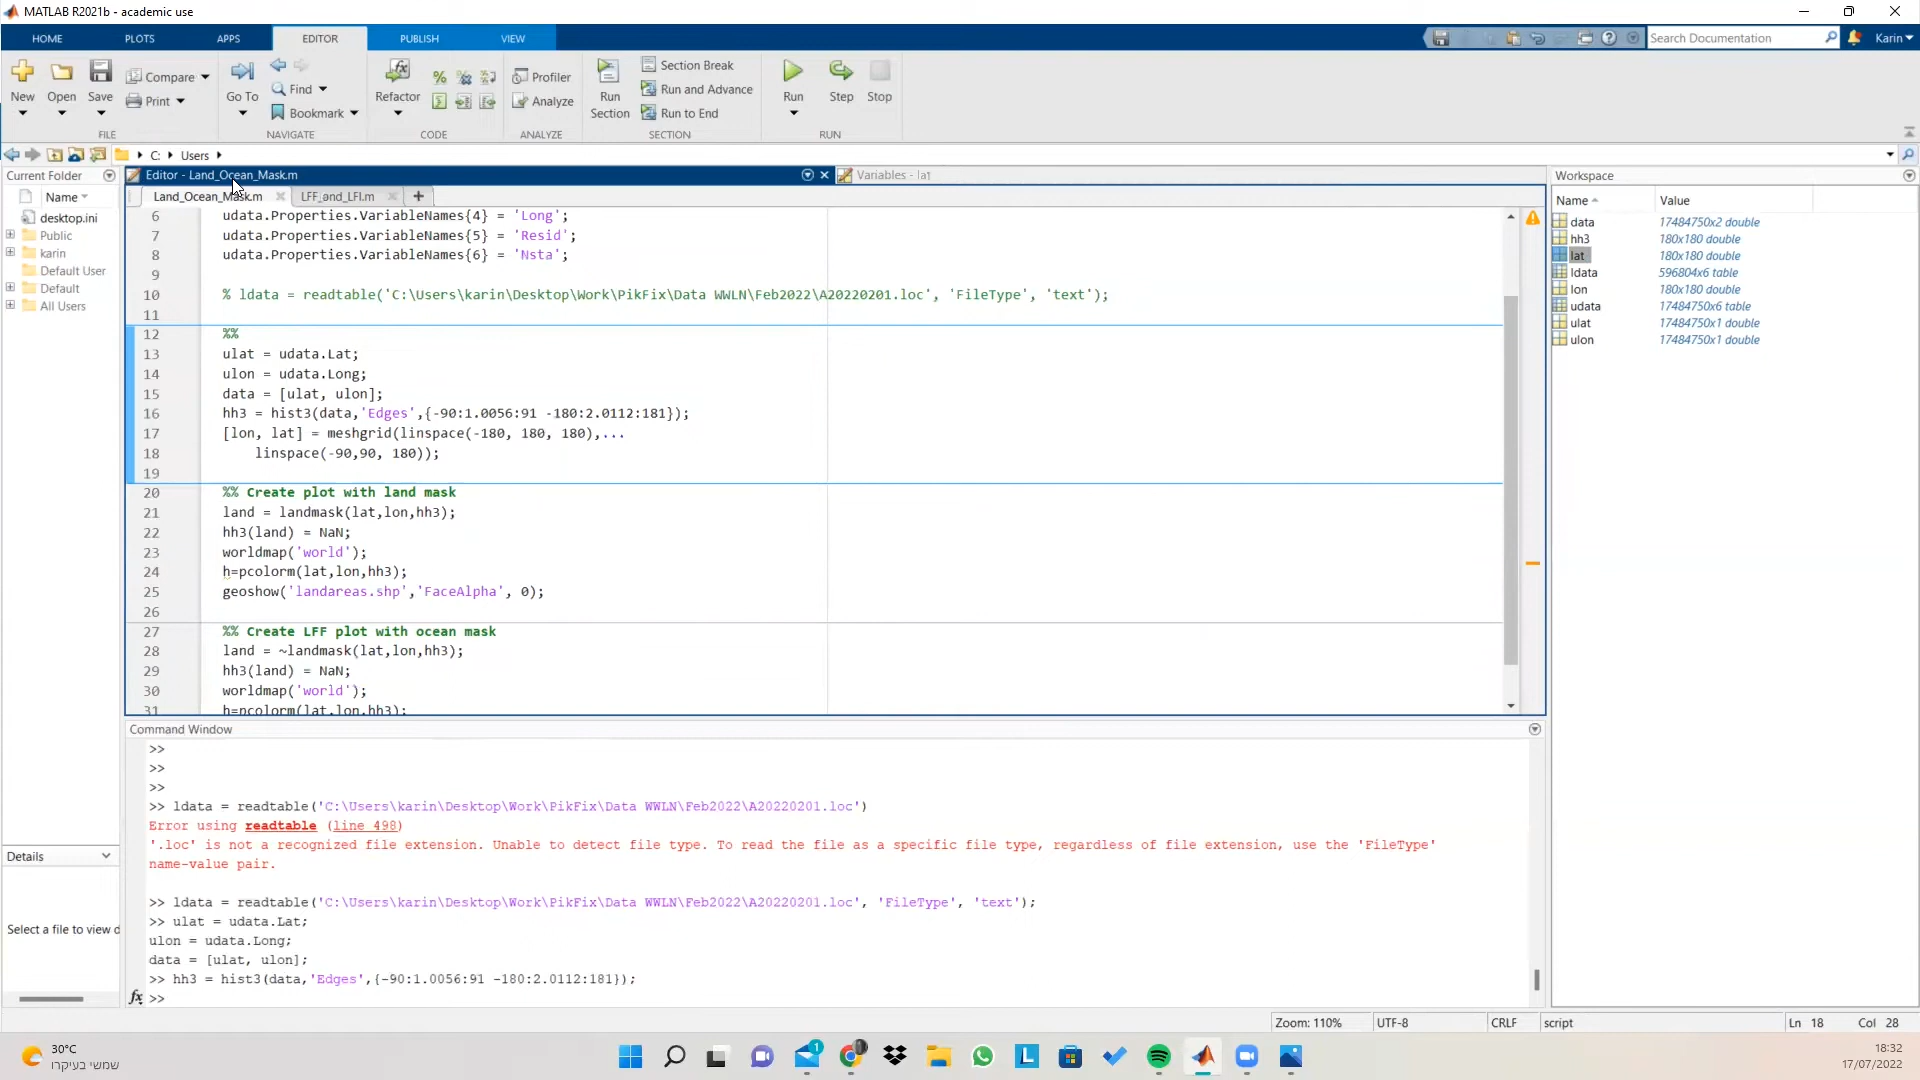 MATLAB R2021b - academic use
HOME PLOTS APPS EDITOR PUBLISH VIEW
Search Documentation
Karin
New Open Save
Compare
Print
FILE
Go To
Find
Bookmark
NAVIGATE
Refactor
CODE
Profiler
Analyze
ANALYZE
Run Section
Section Break
Run and Advance
Run to End
SECTION
Run Step Stop
RUN
C: Users
Current Folder
Name
desktop.ini
Public
karin
Default User
Default
All Users
Details
Select a file to view d
Editor - Land_Ocean_Mask.m
Variables - lat
Land_Ocean_Mask.m LFF_and_LFI.m +
6 udata.Properties.VariableNames{4} = 'Long';
7 udata.Properties.VariableNames{5} = 'Resid';
8 udata.Properties.VariableNames{6} = 'Nsta';
9
10 % ldata = readtable('C:\Users\karin\Desktop\Work\PikFix\Data WWLN\Feb2022\A20220201.loc', 'FileType', 'text');
11
12 %%
13 ulat = udata.Lat;
14 ulon = udata.Long;
15 data = [ulat, ulon];
16 hh3 = hist3(data,'Edges',{-90:1.0056:91 -180:2.0112:181});
17 [lon, lat] = meshgrid(linspace(-180, 180, 180),...
18 linspace(-90,90, 180));
19
20 %% Create plot with land mask
21 land = landmask(lat,lon,hh3);
22 hh3(land) = NaN;
23 worldmap('world');
24 h=pcolorm(lat,lon,hh3);
25 geoshow('landareas.shp','FaceAlpha', 0);
26
27 %% Create LFF plot with ocean mask
28 land = ~landmask(lat,lon,hh3);
29 hh3(land) = NaN;
30 worldmap('world');
31 h=pcolorm(lat,lon,hh3);
Command Window
>>
>>
>>
>> ldata = readtable('C:\Users\karin\Desktop\Work\PikFix\Data WWLN\Feb2022\A20220201.loc')
Error using readtable (line 498)
'.loc' is not a recognized file extension. Unable to detect file type. To read the file as a specific file type, regardless of file extension, use the 'FileType'
name-value pair.
>> ldata = readtable('C:\Users\karin\Desktop\Work\PikFix\Data WWLN\Feb2022\A20220201.loc', 'FileType', 'text');
>> ulat = udata.Lat;
ulon = udata.Long;
data = [ulat, ulon];
>> hh3 = hist3(data,'Edges',{-90:1.0056:91 -180:2.0112:181});
fx >>
Workspace
Name Value
data 17484750x2 double
hh3 180x180 double
lat 180x180 double
ldata 596804x6 table
lon 180x180 double
udata 17484750x6 table
ulat 17484750x1 double
ulon 17484750x1 double
Zoom: 110% UTF-8 CRLF script Ln 18 Col 28
30°C
שמשי בעיקרו
1
L
18:32
17/07/2022